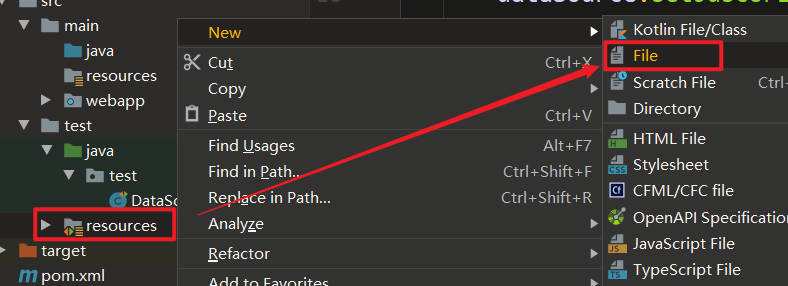 src
main
java
resources
webapp
test
java
test
resources
target
pom.xml
New
Cut Ctrl+X
Copy
Paste Ctrl+V
Find Usages Alt+F7
Find in Path... Ctrl+Shift+F
Replace in Path... Ctrl+Shift+R
Analyze
Refactor
Add to Favorites
Kotlin File/Class
File
Scratch File Ctrl+
Directory
HTML File
Stylesheet
CFML/CFC file
OpenAPI Specification
JavaScript File
TypeScript File